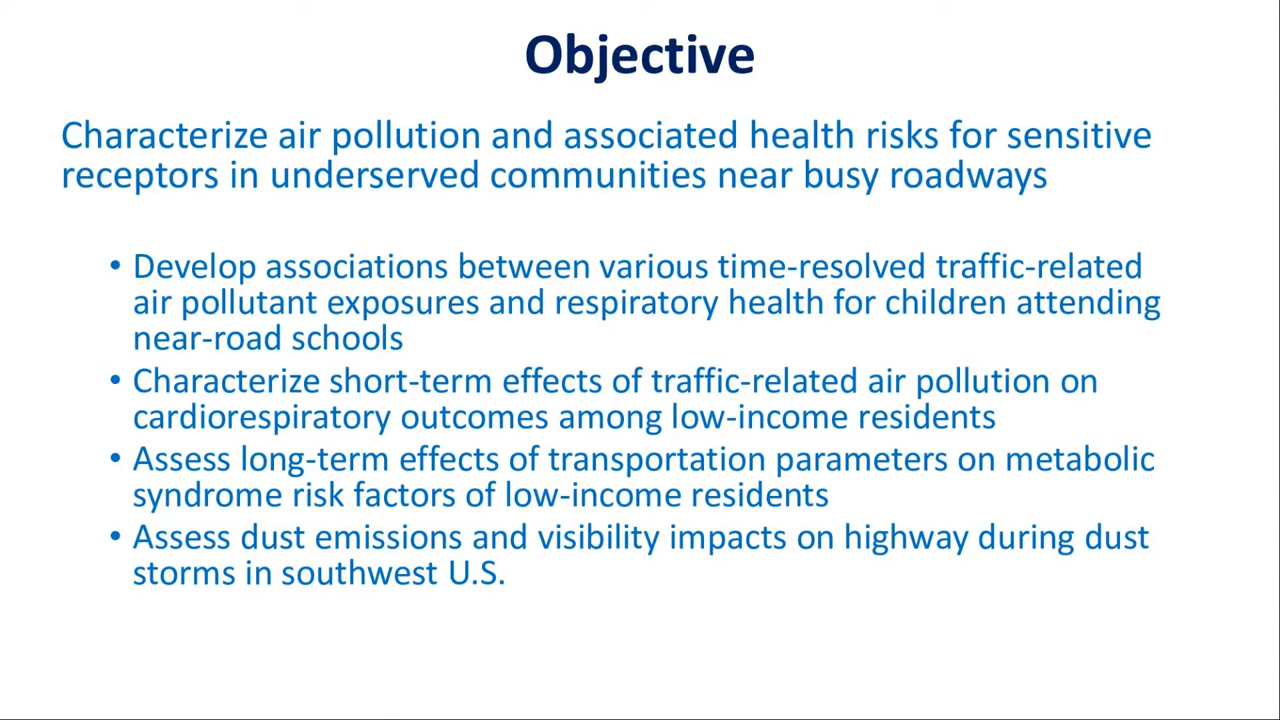 Objective
Characterize air pollution and associated health risks for sensitive
receptors in underserved communities near busy roadways
• Develop associations between various time-resolved traffic-related
air pollutant exposures and respiratory health for children attending
near-road schools
• Characterize short-term effects of traffic-related air pollution on
cardiorespiratory outcomes among low-income residents
• Assess long-term effects of transportation parameters on metabolic
syndrome risk factors of low-income residents
• Assess dust emissions and visibility impacts on highway during dust
storms in southwest U.S.